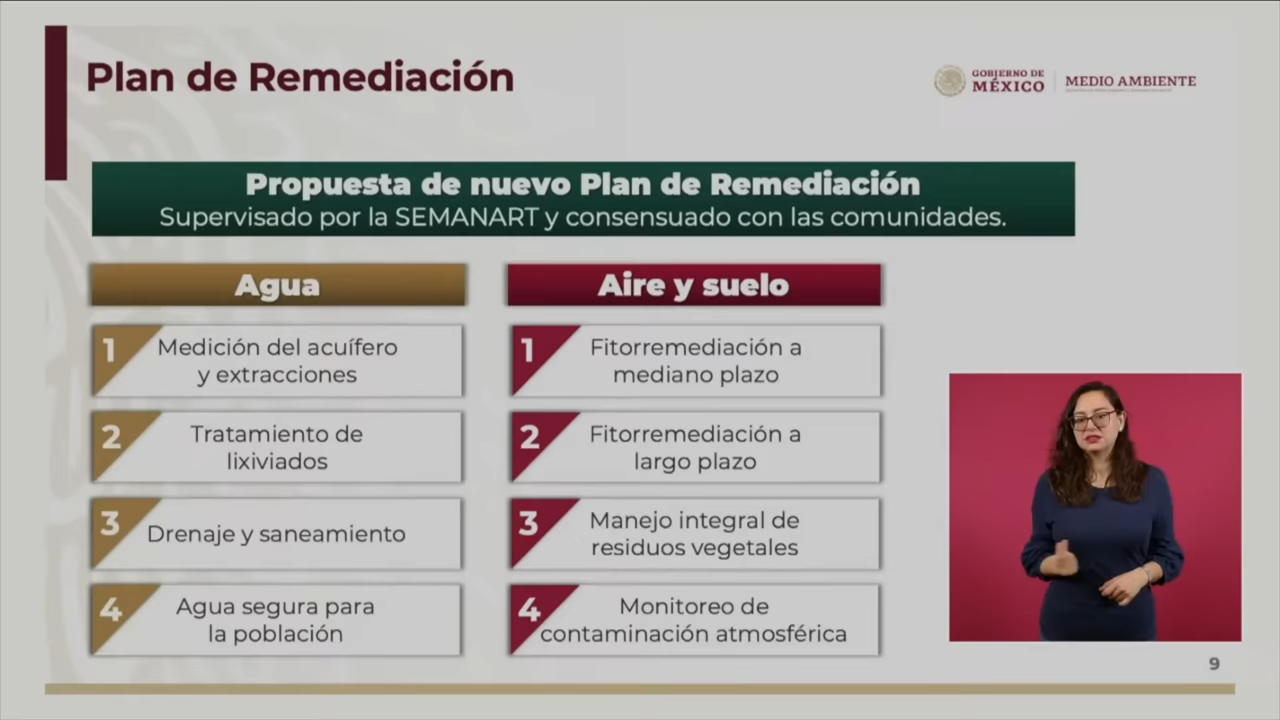 Plan de Remediación
GOBIERNO DE
MÉXICO
MEDIO AMBIENTE
Propuesta de nuevo Plan de Remediación
Supervisado por la SEMANART y consensuado con las comunidades.
Agua
1
Medición del acuífero
y extracciones
2
Tratamiento de
lixiviados
3
Drenaje y saneamiento
4
Agua segura para
la población
Aire y suelo
1
Fitorremediación a
mediano plazo
2
Fitorremediación a
largo plazo
3
Manejo integral de
residuos vegetales
4
Monitoreo de
contaminación atmosférica
9